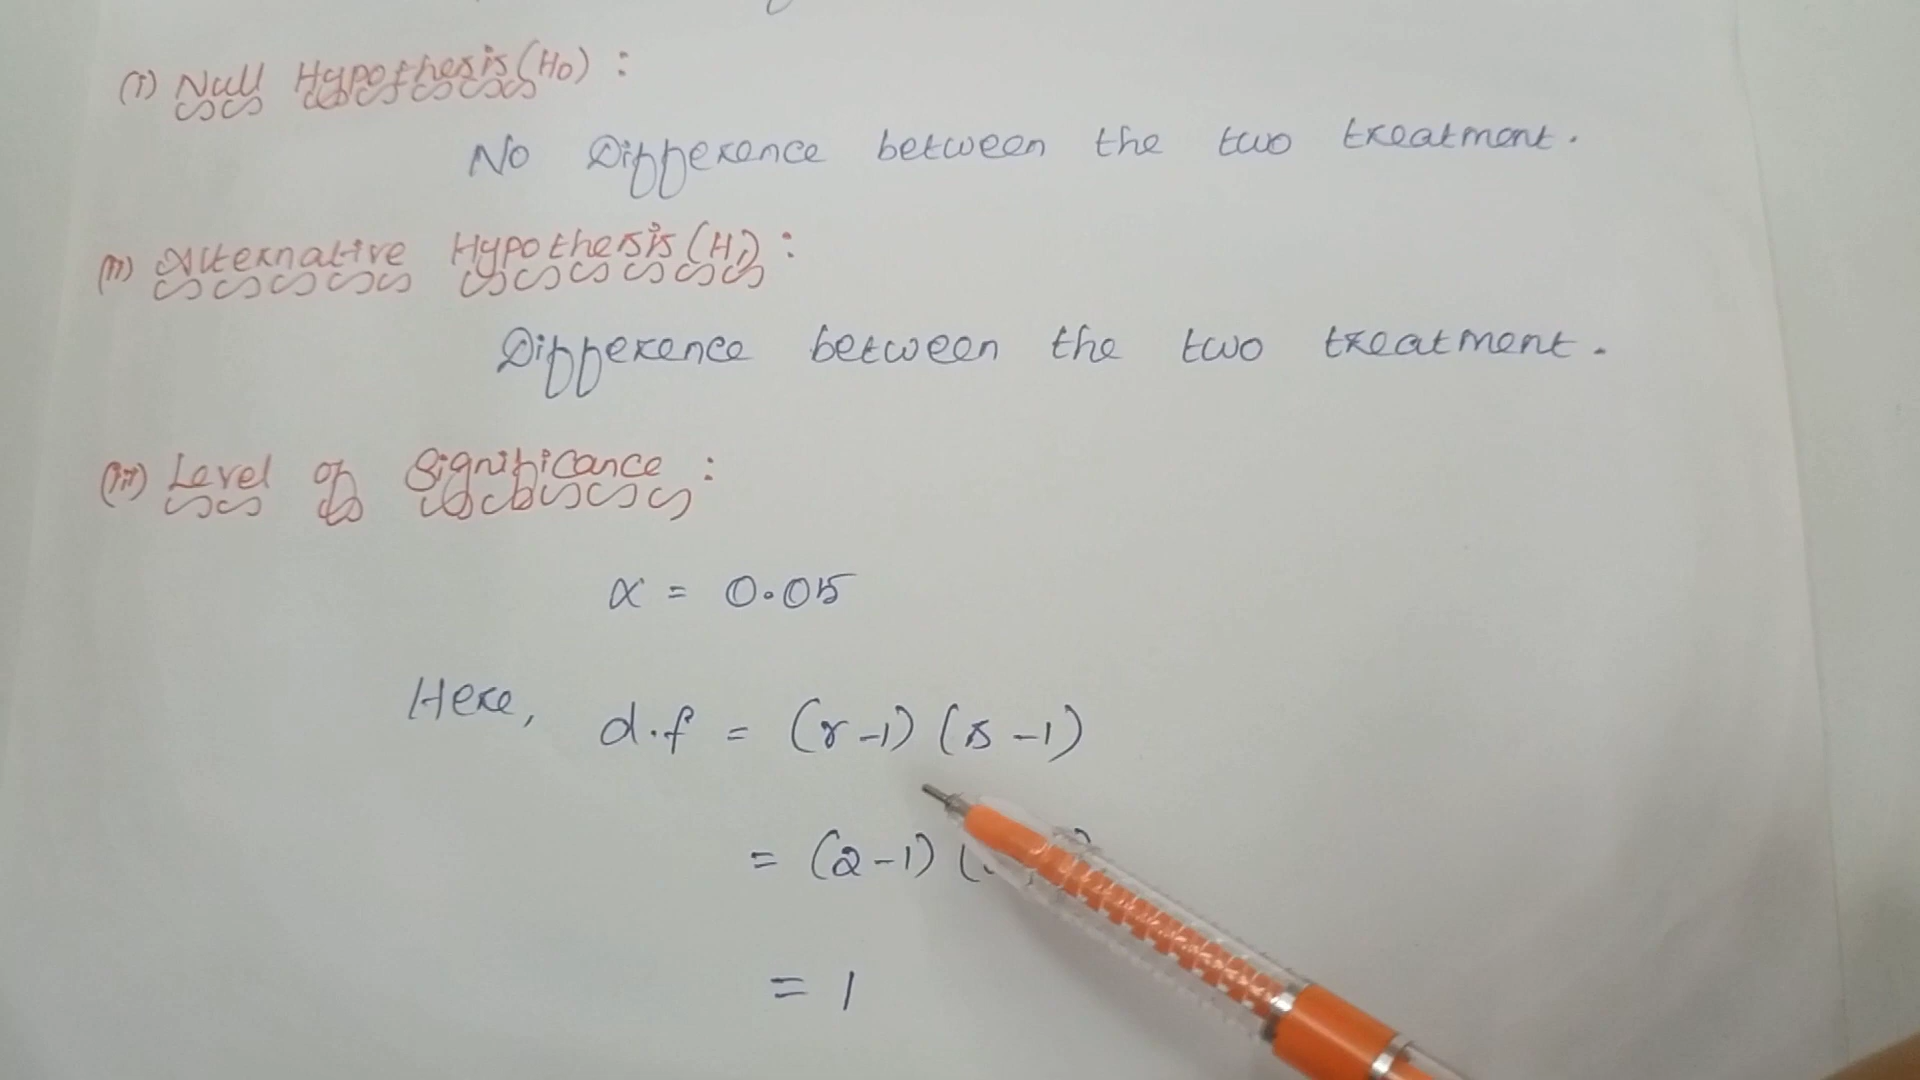 (i) Null Hypothesis (H0) :
No Difference between the two treatment.
(ii) Alternative Hypothesis (H1) :
Difference between the two treatment.
(iii) Level of Significance :
α = 0.05
Here, d.f = (r-1) (s-1)
= (2-1) (
= 1